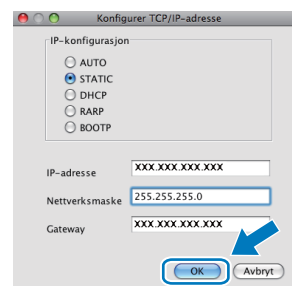 Konfigurer TCP/IP-adresse
IP-konfigurasjon
AUTO
STATIC
DHCP
RARP
BOOTP
IP-adresse XXX.XXX.XXX.XXX
Nettverksmaske 255.255.255.0
Gateway XXX.XXX.XXX.XXX
OK Avbryt